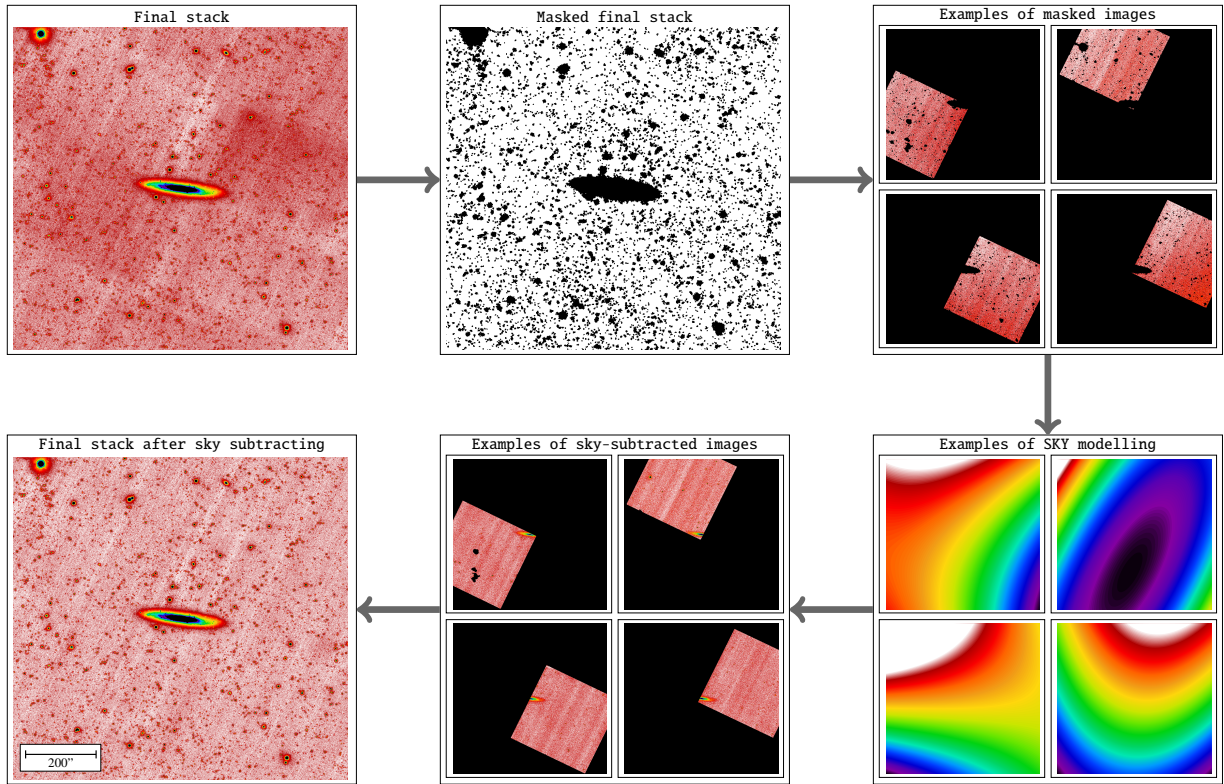 Final stack
Masked final stack
Examples of masked images
Final stack after sky subtracting
Examples of sky-subtracted images
Examples of SKY modelling
200”